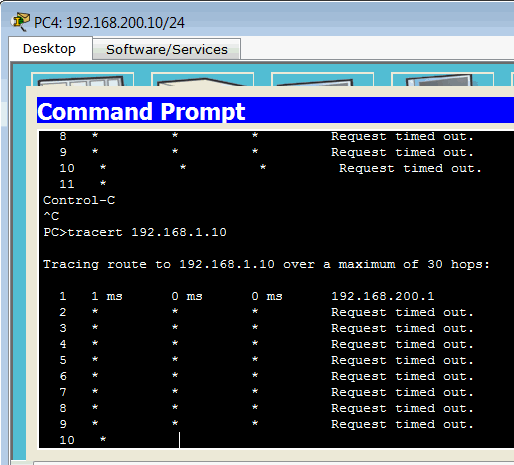 PC4: 192.168.200.10/24
Desktop Software/Services
Command Prompt
8 * * * Request timed out.
9 * * * Request timed out.
10 * * * Request timed out.
11 *
Control-C
^C
PC>tracert 192.168.1.10
Tracing route to 192.168.1.10 over a maximum of 30 hops:
1 1 ms 0 ms 0 ms 192.168.200.1
2 * * * Request timed out.
3 * * * Request timed out.
4 * * * Request timed out.
5 * * * Request timed out.
6 * * * Request timed out.
7 * * * Request timed out.
8 * * * Request timed out.
9 * * * Request timed out.
10 *